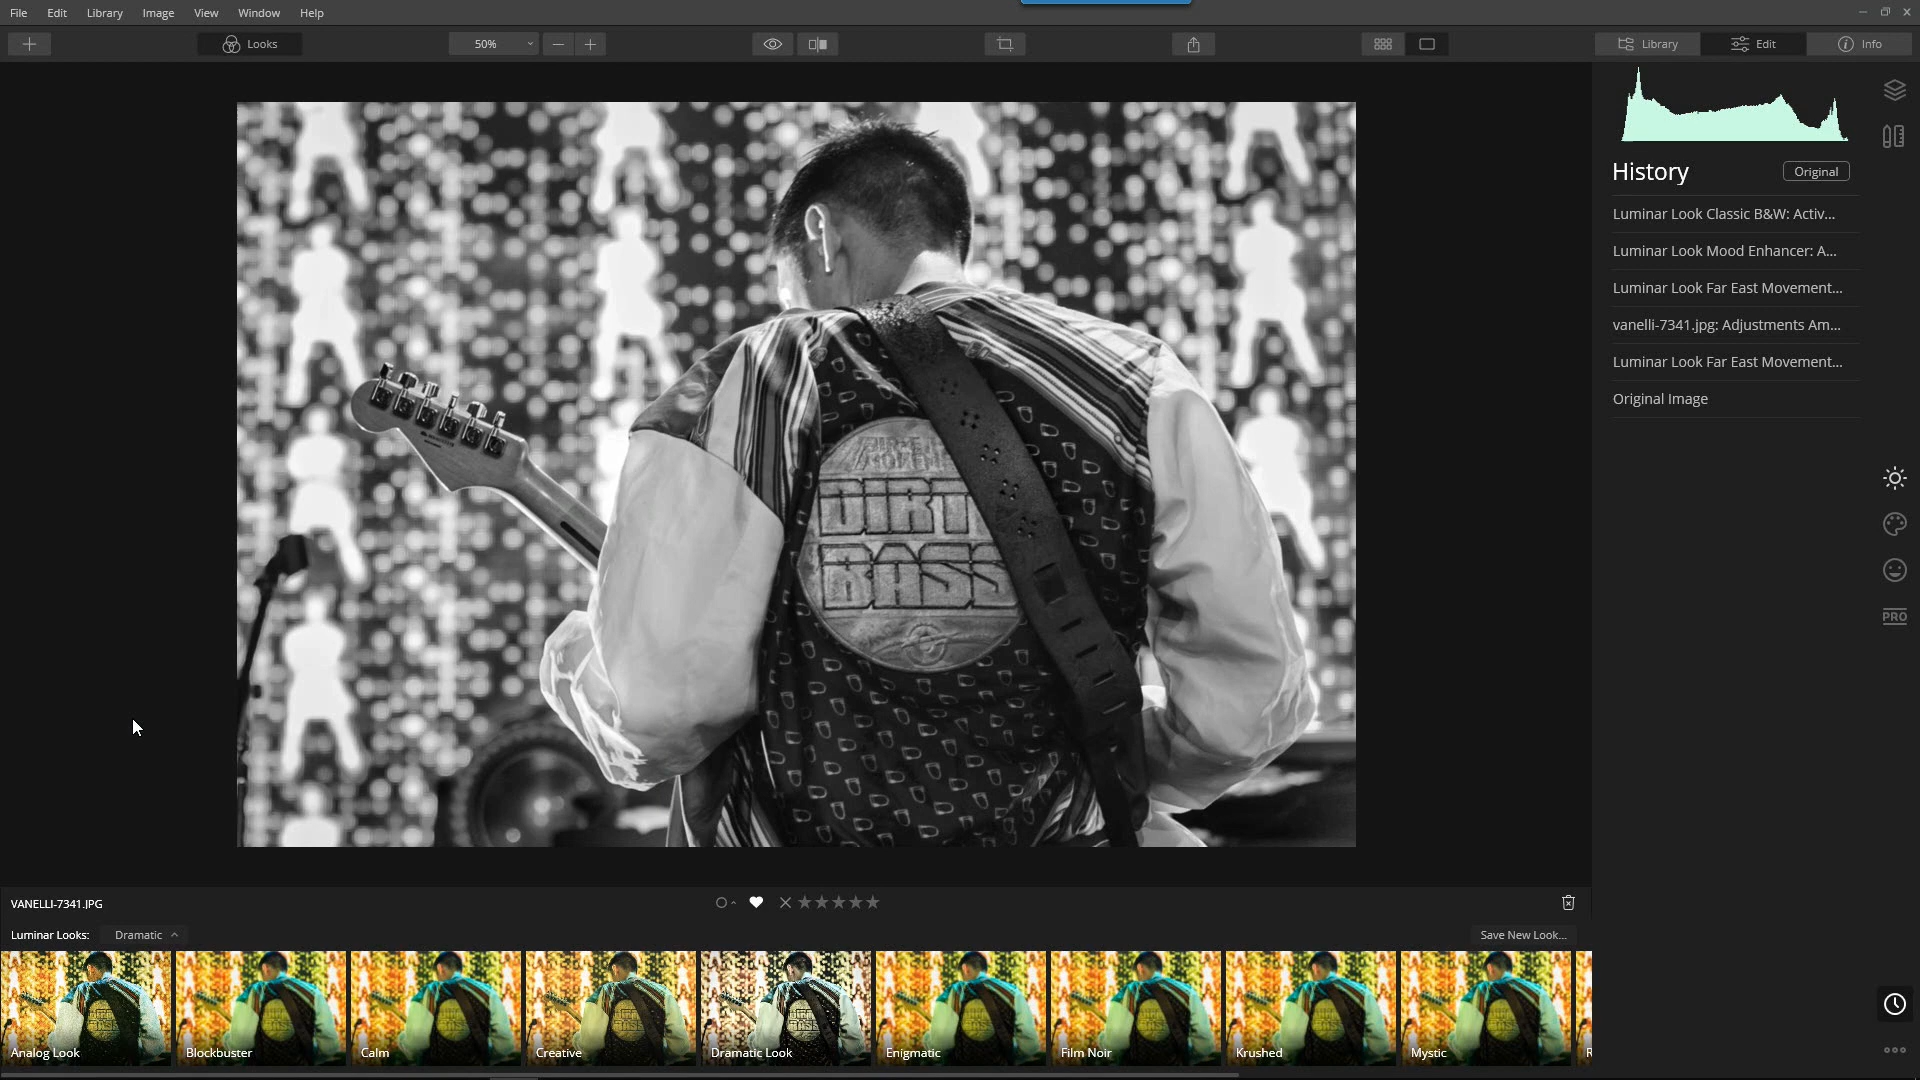 File Edit Library Image View Window Help
Looks 50% Library Edit Info
History Original
Luminar Look Classic B&W: Activ...
Luminar Look Mood Enhancer: A...
Luminar Look Far East Movement...
vanelli-7341.jpg: Adjustments Am...
Luminar Look Far East Movement...
Original Image
DIRT
BASS
PRO
VANELLI-7341.JPG
Luminar Looks: Dramatic Save New Look...
Analog Look Blockbuster Calm Creative Dramatic Look Enigmatic Film Noir Krushed Mystic R